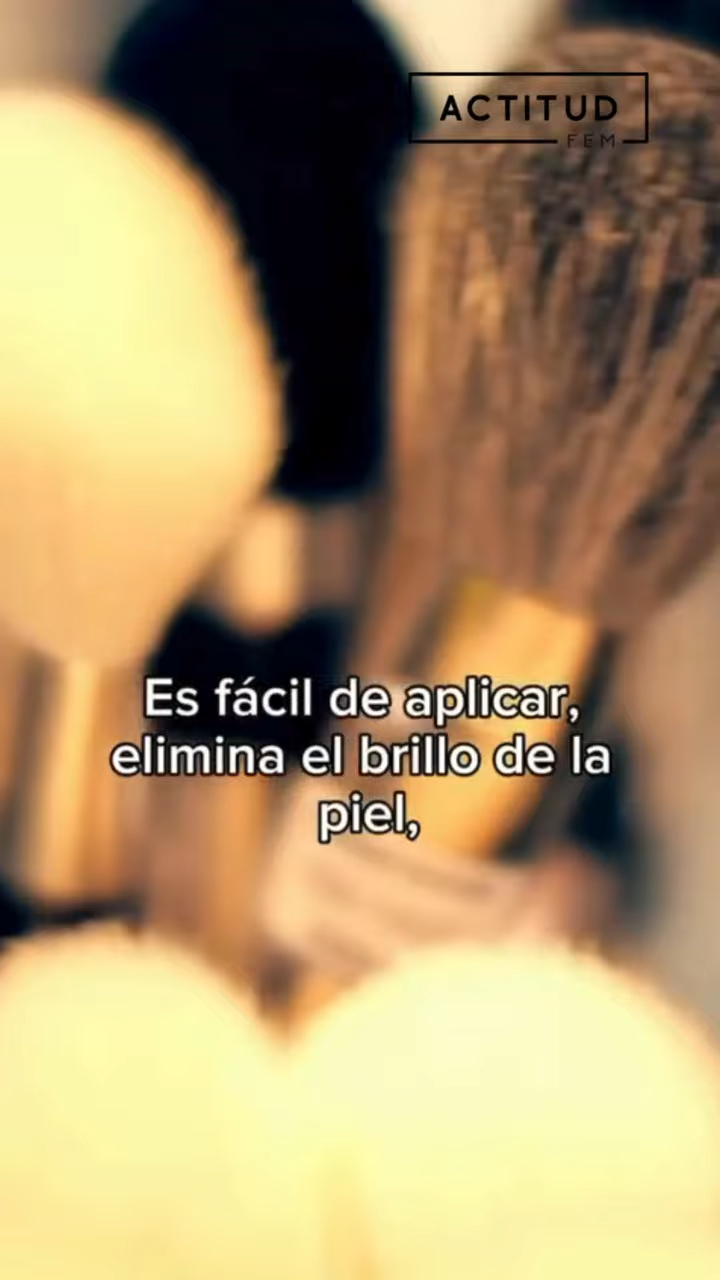 ACTITUD
FEM
Es fácil de aplicar,
elimina el brillo de la
piel,